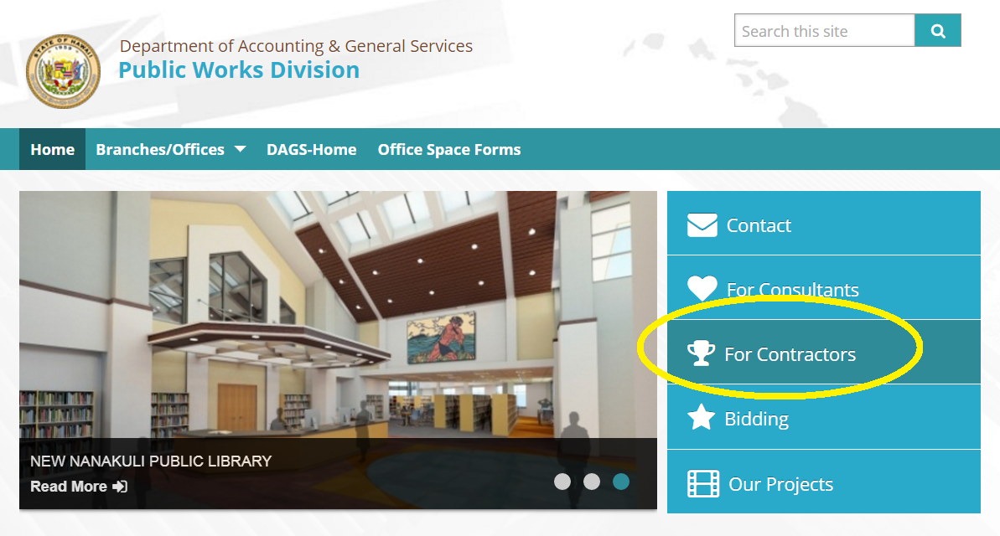 STATE OF HAWAII
1959
Department of Accounting & General Services
Public Works Division
Search this site
Home
Branches/Offices
DAGS-Home
Office Space Forms
NEW NANAKULI PUBLIC LIBRARY
Read More
Contact
For Consultants
For Contractors
Bidding
Our Projects